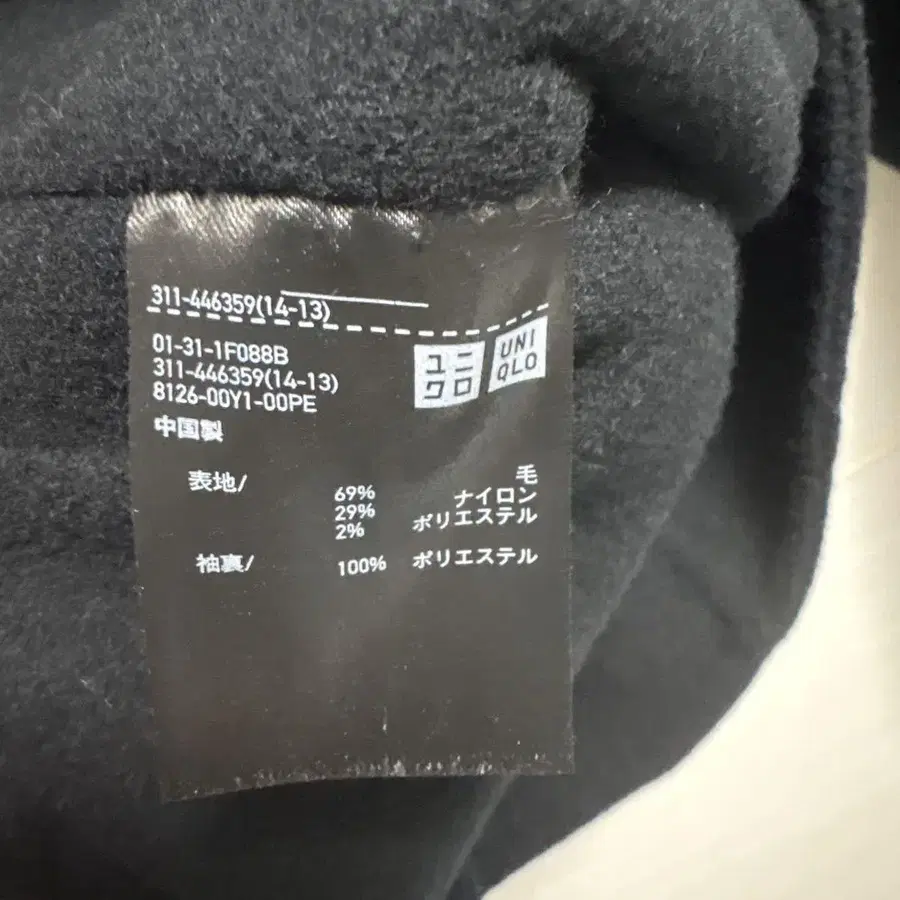 311-446359(14-13)
ユニクロ
UNIQLO
01-31-1F088B
311-446359(14-13)
8126-00Y1-00PE
中国製
表地/ 69% 毛
29% ナイロン
2% ポリエステル
袖裏/ 100% ポリエステル